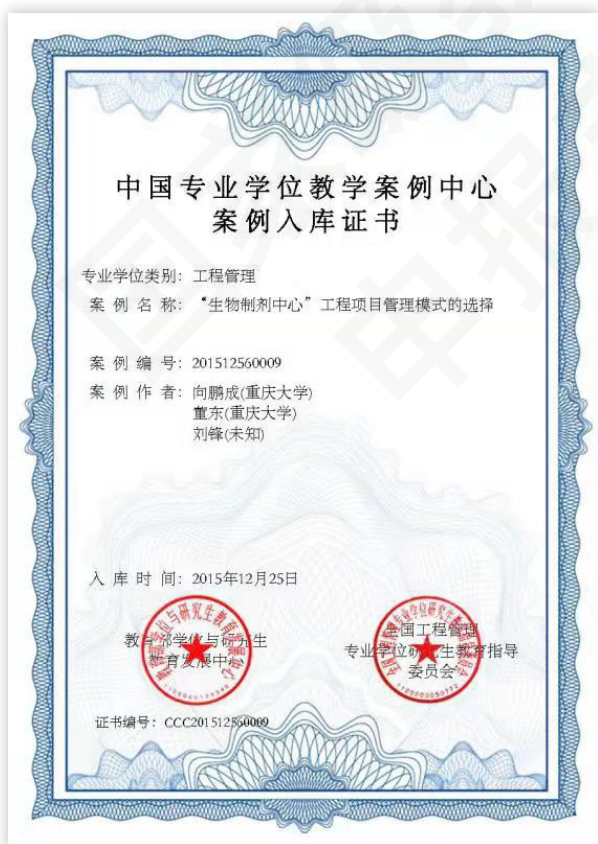 中国专业学位教学案例中心
案例入库证书
专业学位类别：工程管理
案例名称：“生物制剂中心”工程项目管理模式的选择
案例编号：201512560009
案例作者：向鹏成(重庆大学)
董东(重庆大学)
刘锋(未知)
入库时间：2015年12月25日
教育部学位与研究生
教育发展中心
全国工程管理
专业学位研究生教育指导
委员会
证书编号：CCC201512560009